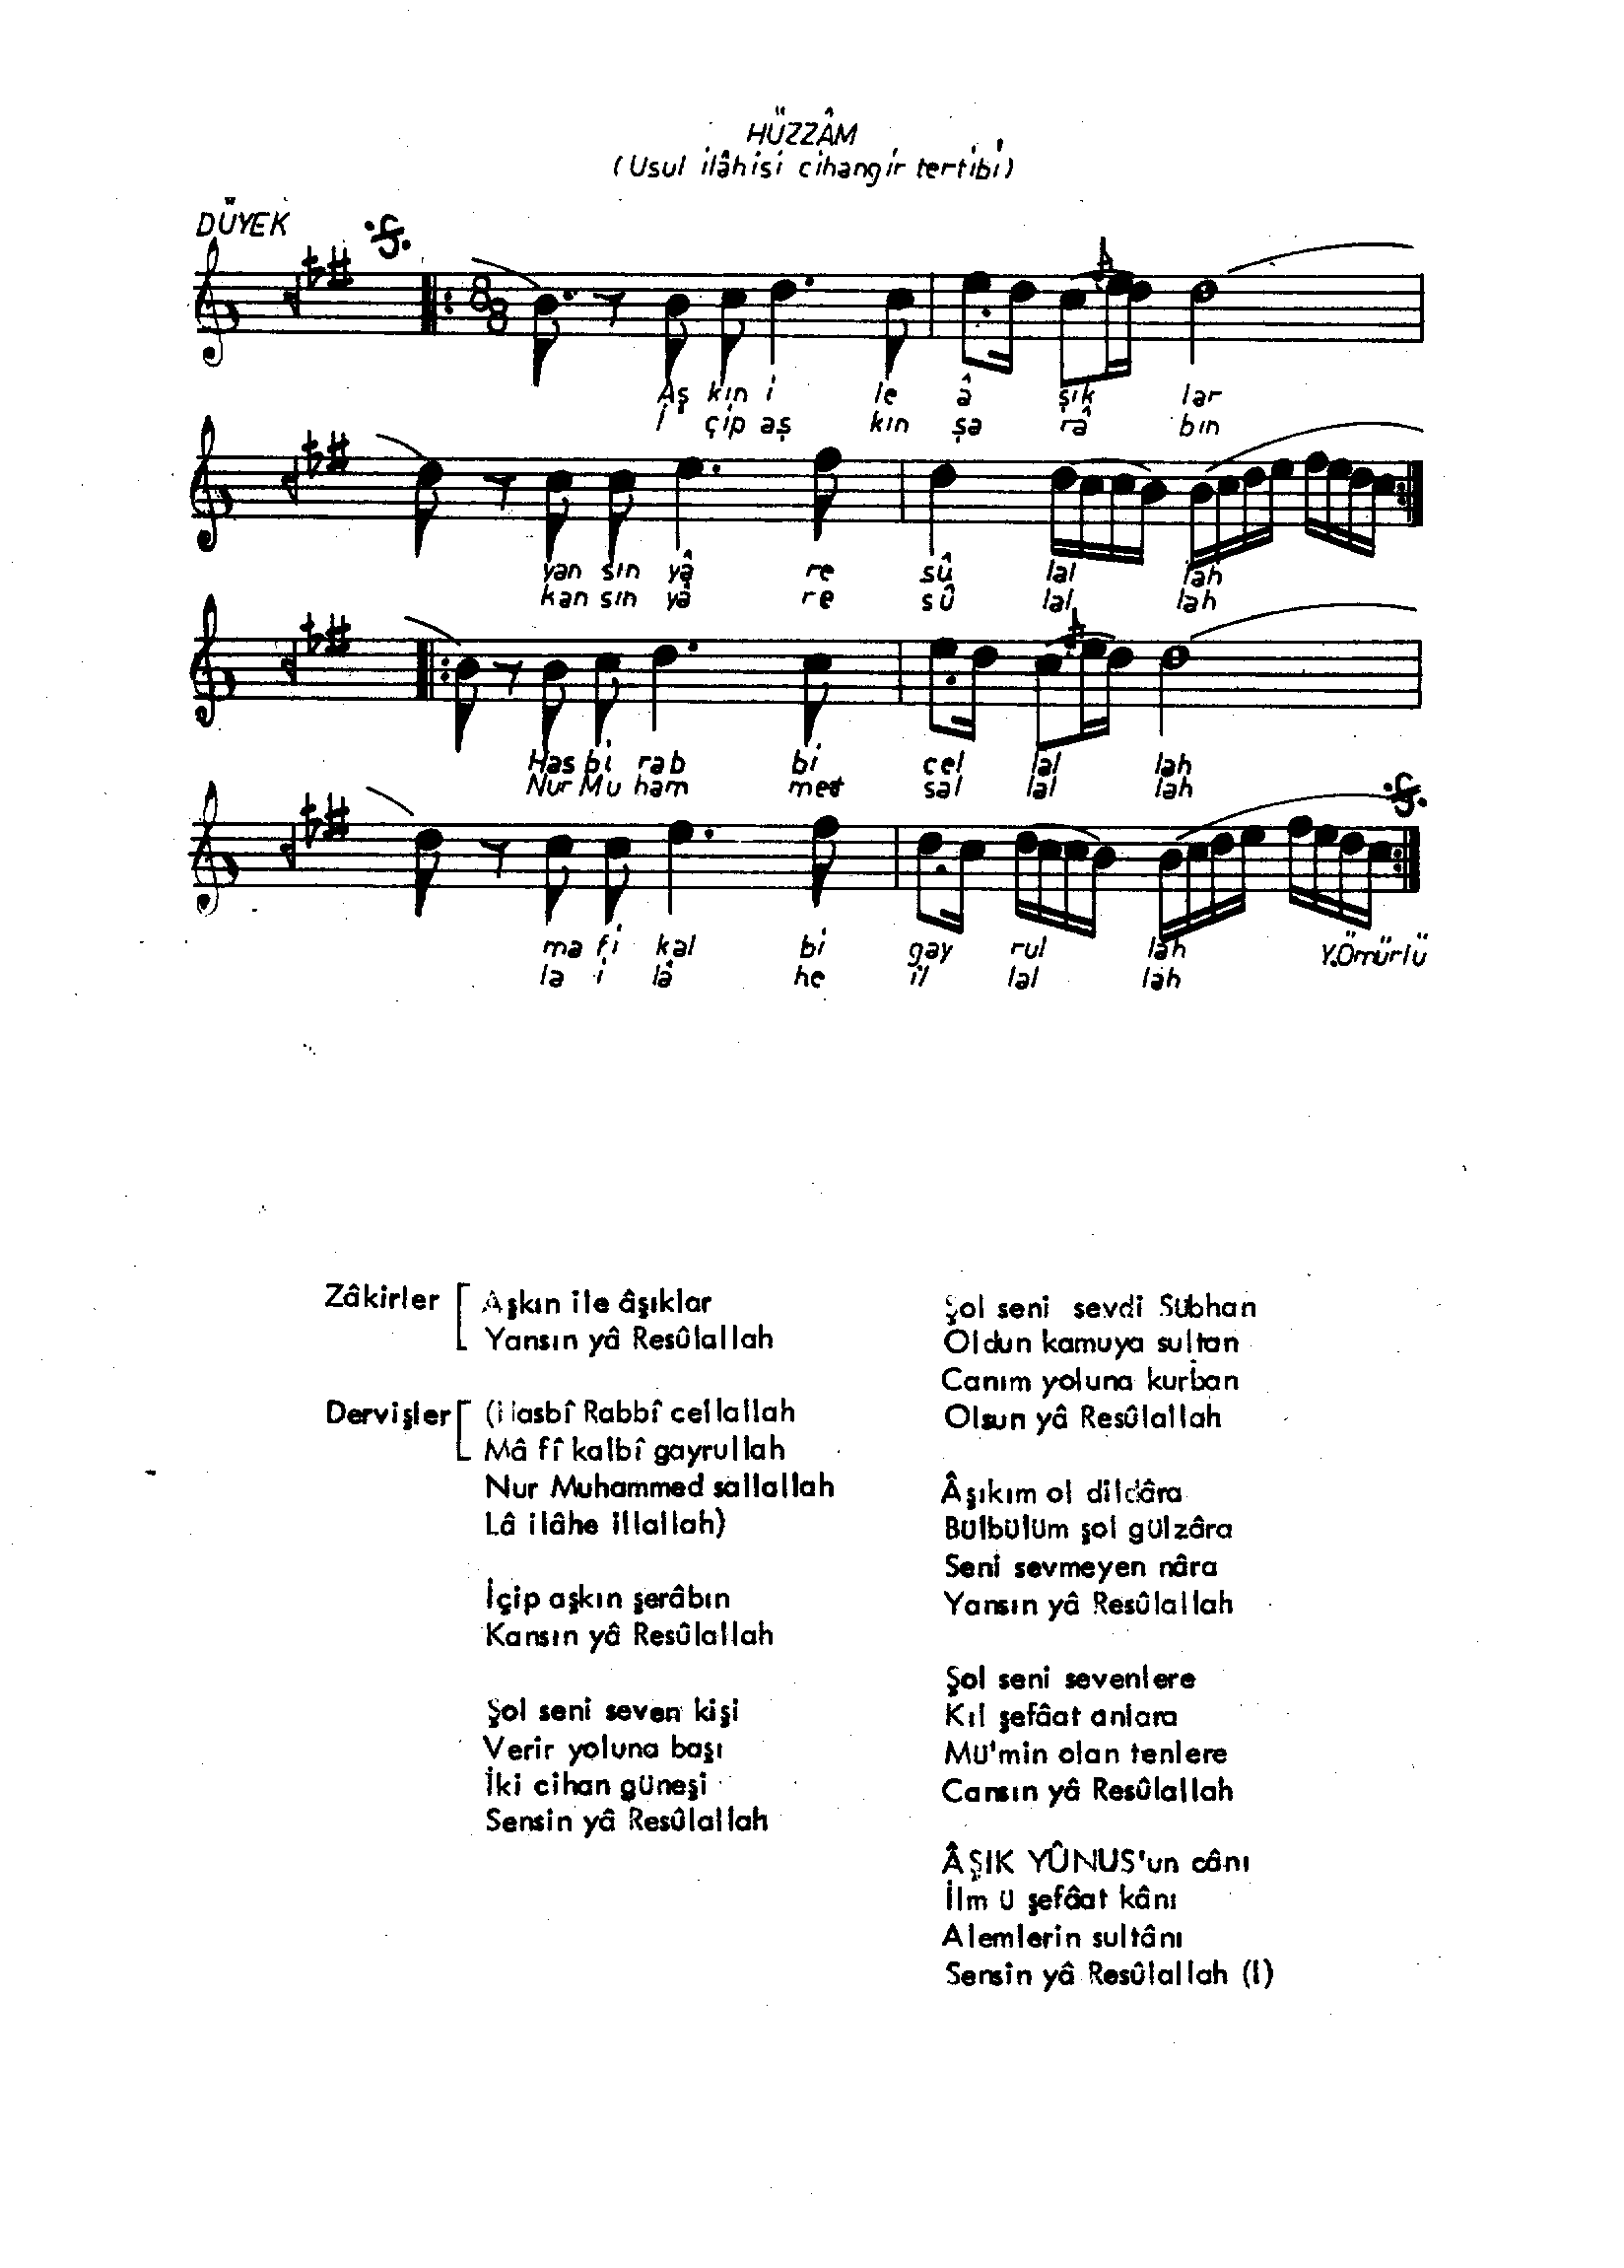 HÜZZÂM
(Usul ilâhisi cihangir tertibi)
DÜYEK
8
8
Aş kın i le â şık lar
İ çip aş kın şa râ bın
yan sın yâ re sû lal lah
kan sın yâ re sû lal lah
Has bi rab bi cel lal lah
Nur Mu ham met sal lal lah
ma fi kal bi gay rul lah
la i lâ he il lal lah
Y.Ömürlü
Zâkirler
Aşkın ile âşıklar
Yansın yâ Resûlallah
Dervişler
(Hasbî Rabbî cellallah
Mâ fî kalbî gayrullah
Nur Muhammed sallallah
Lâ ilâhe illallah)
İçip aşkın şerâbın
Kansın yâ Resûlallah
Şol seni seven kişi
Verir yoluna başı
İki cihan güneşi
Sensin yâ Resûlallah
Şol seni sevdi Sübhan
Oldun kamuya sultan
Canım yoluna kurban
Olsun yâ Resûlallah
Âşıkım ol dildâra
Bülbülüm şol gülzâra
Seni sevmeyen nâra
Yansın yâ Resûlallah
Şol seni sevenlere
Kıl şefâat anlara
Mü'min olan tenlere
Cansın yâ Resûlallah
ÂŞIK YÛNUS'un cânı
İlm ü şefâat kânı
Alemlerin sultânı
Sensin yâ Resûlallah (I)